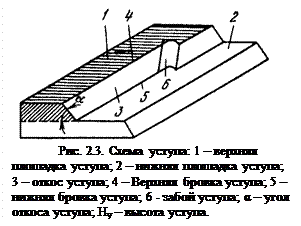 1 4 2
α
3 5 6
Рис. 2.3. Схема уступа: 1 – верхняя
площадка уступа; 2 – нижняя площадка уступа;
3 – откос уступа; 4 – Верхняя бровка уступа; 5 –
нижняя бровка уступа; 6 - забой уступа; α – угол
откоса уступа; Ну – высота уступа.